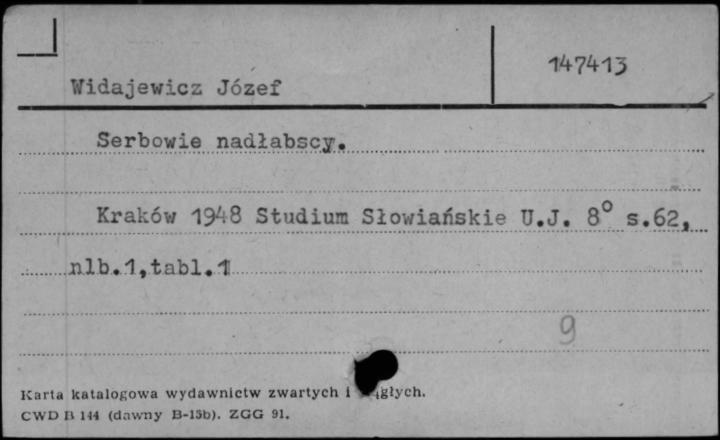 147413
Widajewicz Józef
Serbowie nadłabscy.
Kraków 1948 Studium Słowiańskie U.J. 8° s.62,
nlb.1,tabl.1
9
Karta katalogowa wydawnictw zwartych i
CWD B 144 (dawny B-15b). ZGG 91.